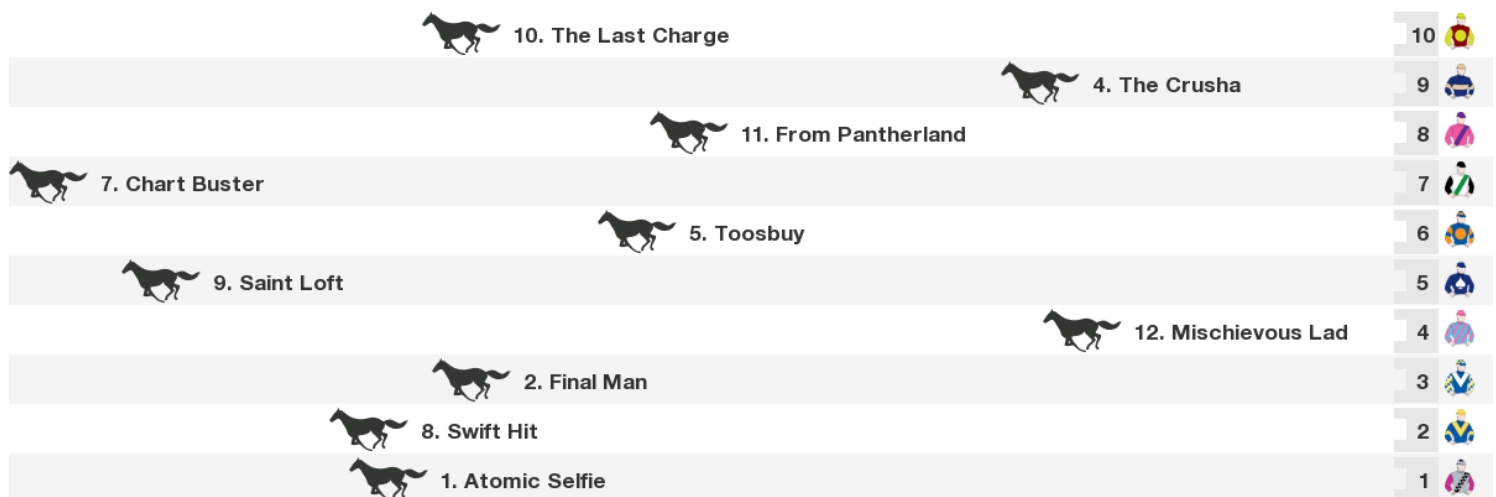 10. The Last Charge 10
4. The Crusha 9
11. From Pantherland 8
7. Chart Buster 7
5. Toosbuy 6
9. Saint Loft 5
12. Mischievous Lad 4
2. Final Man 3
8. Swift Hit 2
1. Atomic Selfie 1